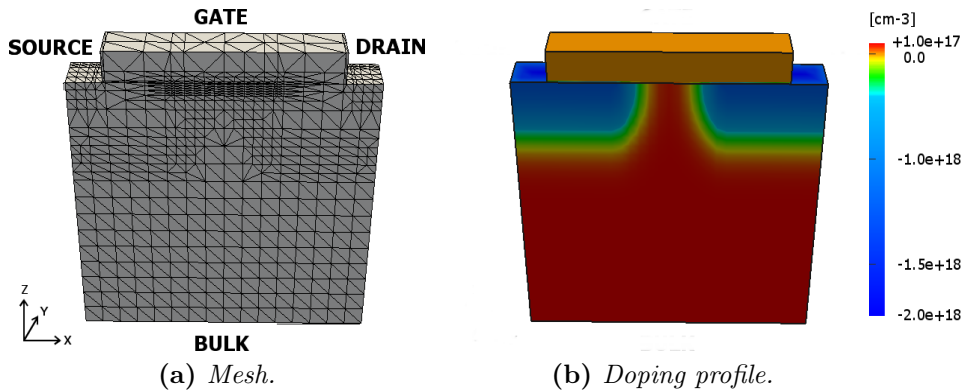 GATE
SOURCE
DRAIN
Z
Y
X
BULK
[cm-3]
+1.0e+17
0.0
-1.0e+18
-1.5e+18
-2.0e+18
(a) Mesh.
(b) Doping profile.